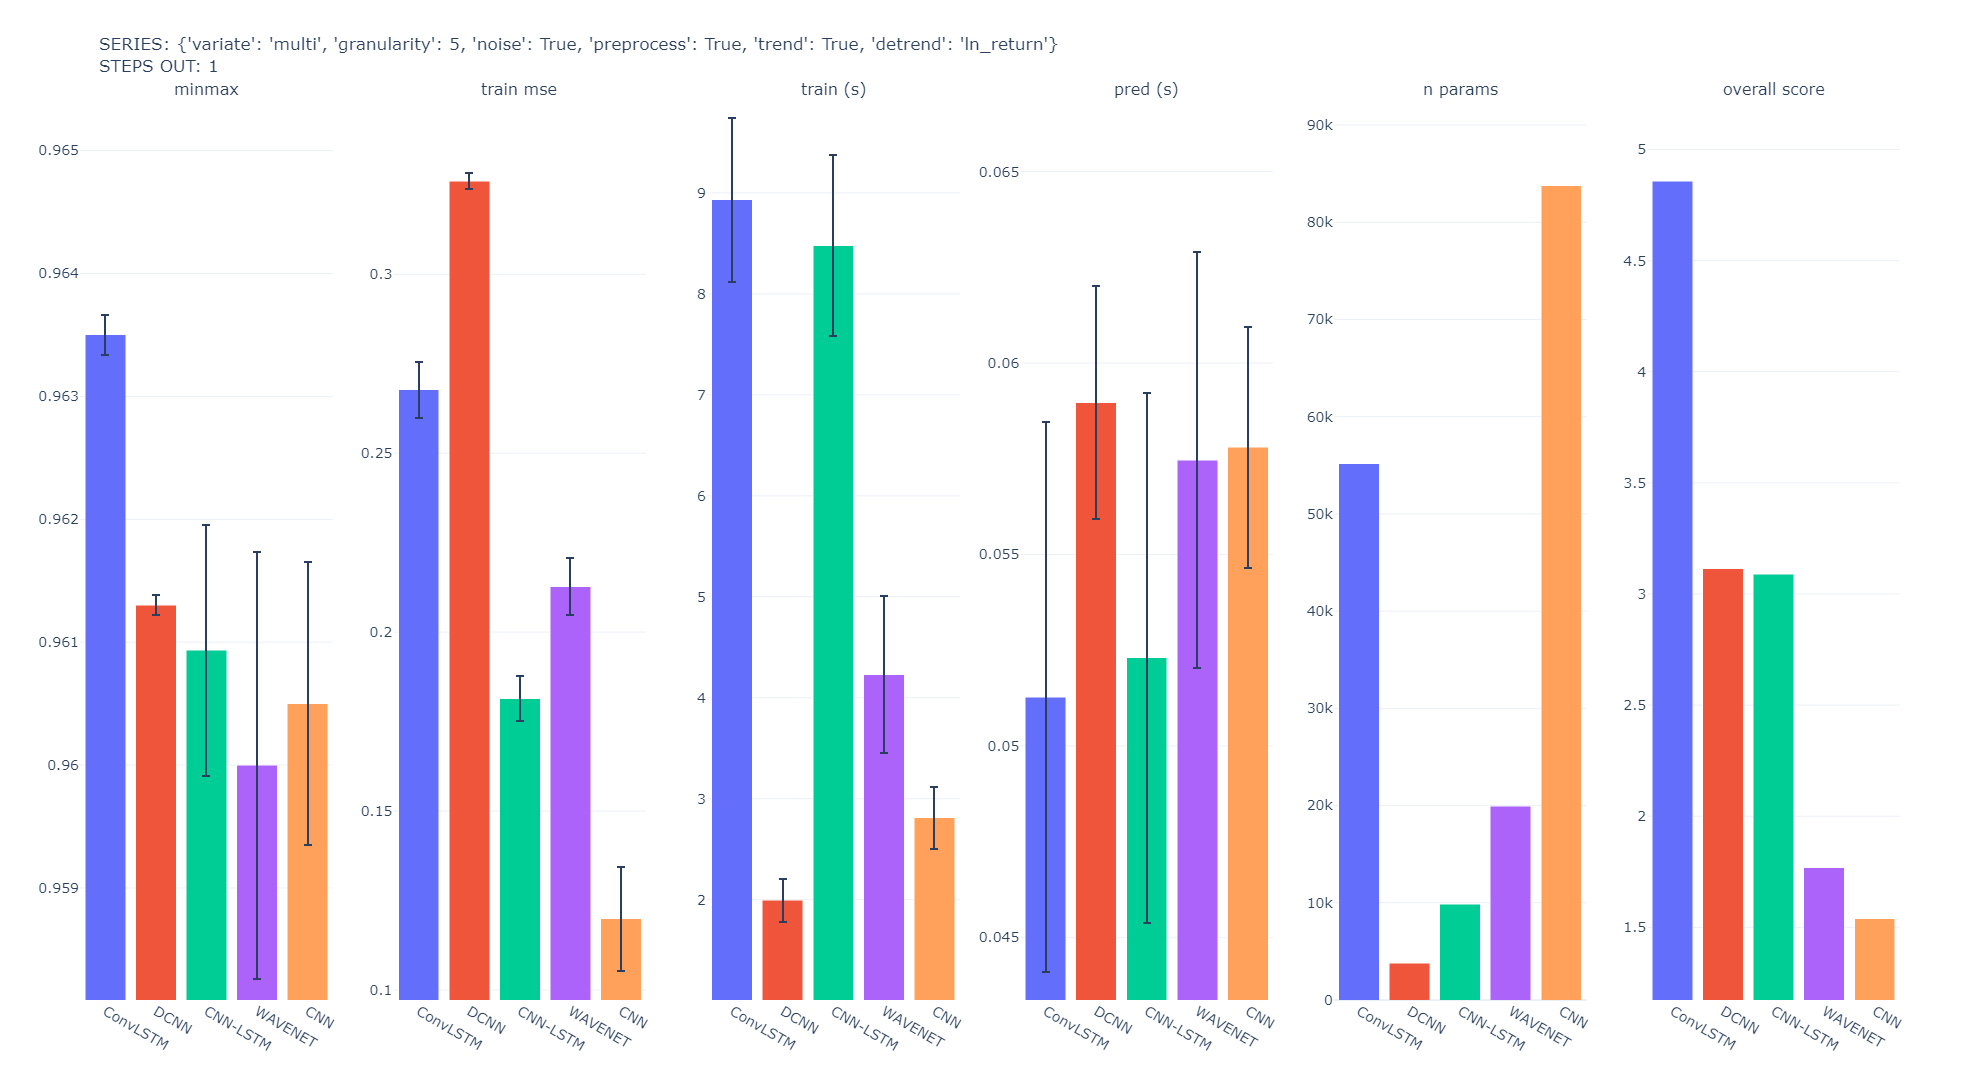 SERIES: {'variate': 'multi', 'granularity': 5, 'noise': True, 'preprocess': True, 'trend': True, 'detrend': 'ln_return'}
STEPS OUT: 1
minmax
0.965
0.964
0.963
0.962
0.961
0.96
0.959
ConvLSTM
DCNN
CNN-LSTM
WAVENET
CNN
train mse
0.3
0.25
0.2
0.15
0.1
ConvLSTM
DCNN
CNN-LSTM
WAVENET
CNN
train (s)
9
8
7
6
5
4
3
2
ConvLSTM
DCNN
CNN-LSTM
WAVENET
CNN
pred (s)
0.065
0.06
0.055
0.05
0.045
ConvLSTM
DCNN
CNN-LSTM
WAVENET
CNN
n params
90k
80k
70k
60k
50k
40k
30k
20k
10k
0
ConvLSTM
DCNN
CNN-LSTM
WAVENET
CNN
overall score
5
4.5
4
3.5
3
2.5
2
1.5
ConvLSTM
DCNN
CNN-LSTM
WAVENET
CNN